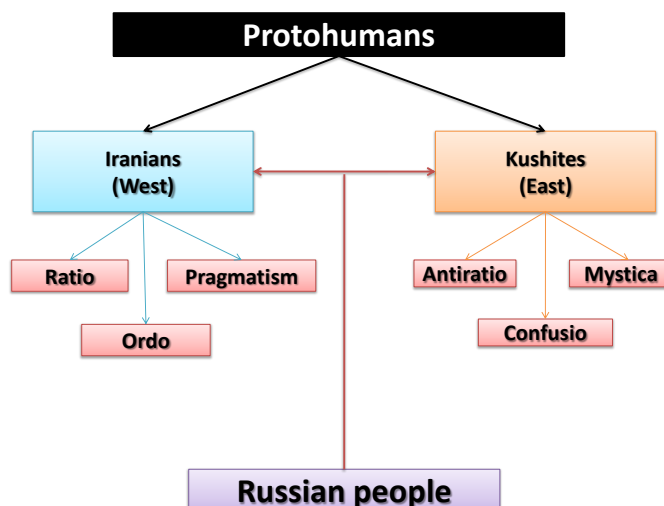 Protohumans
Iranians
(West)
Kushites
(East)
Ratio
Pragmatism
Antiratio
Mystica
Ordo
Confusio
Russian people